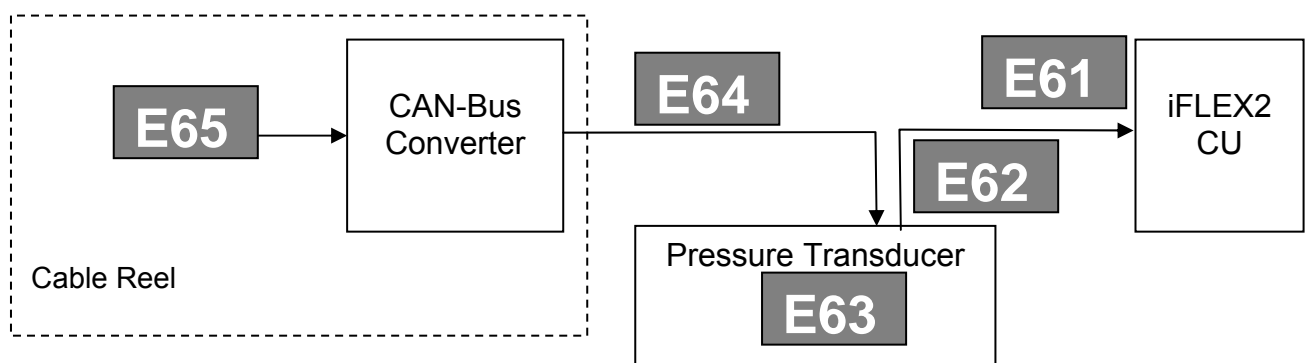 E65
CAN-Bus
Converter
Cable Reel
E64
E61
E62
Pressure Transducer
E63
iFLEX2
CU